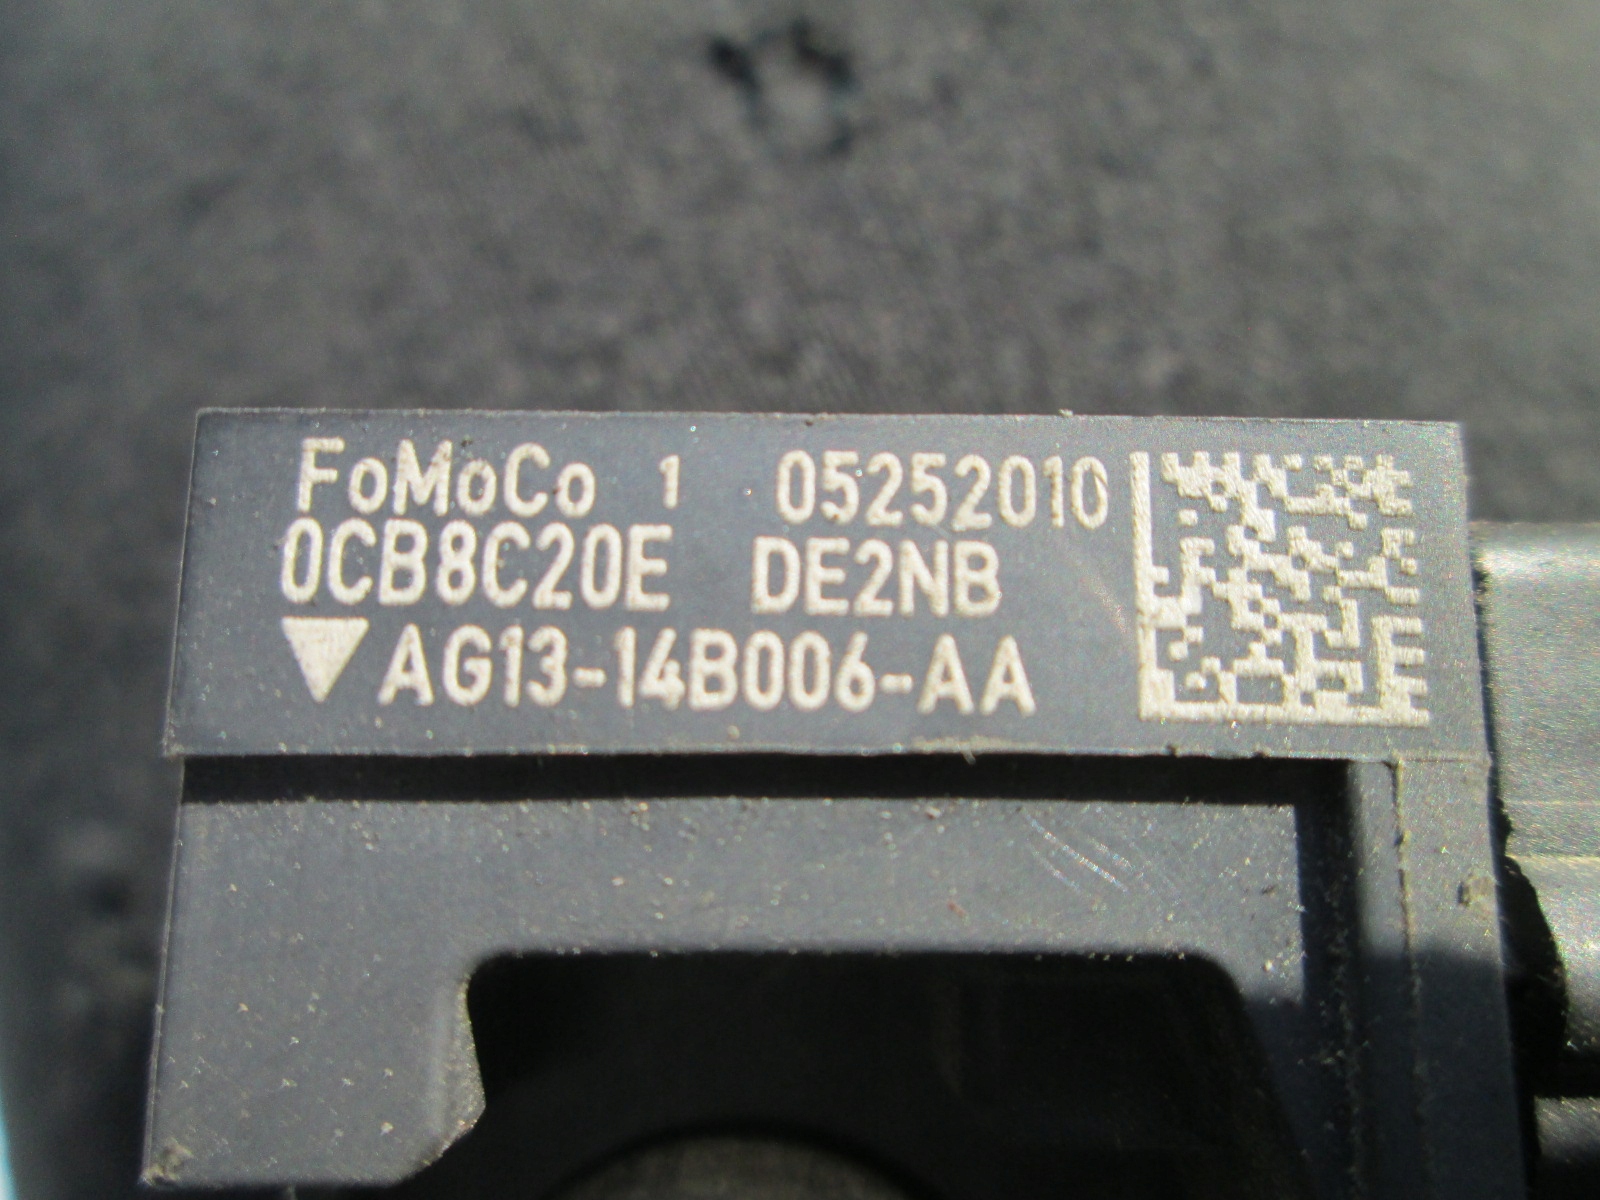 FoMoCo 1 05252010
0CB8C20E DE2NB
AG13-14B006-AA